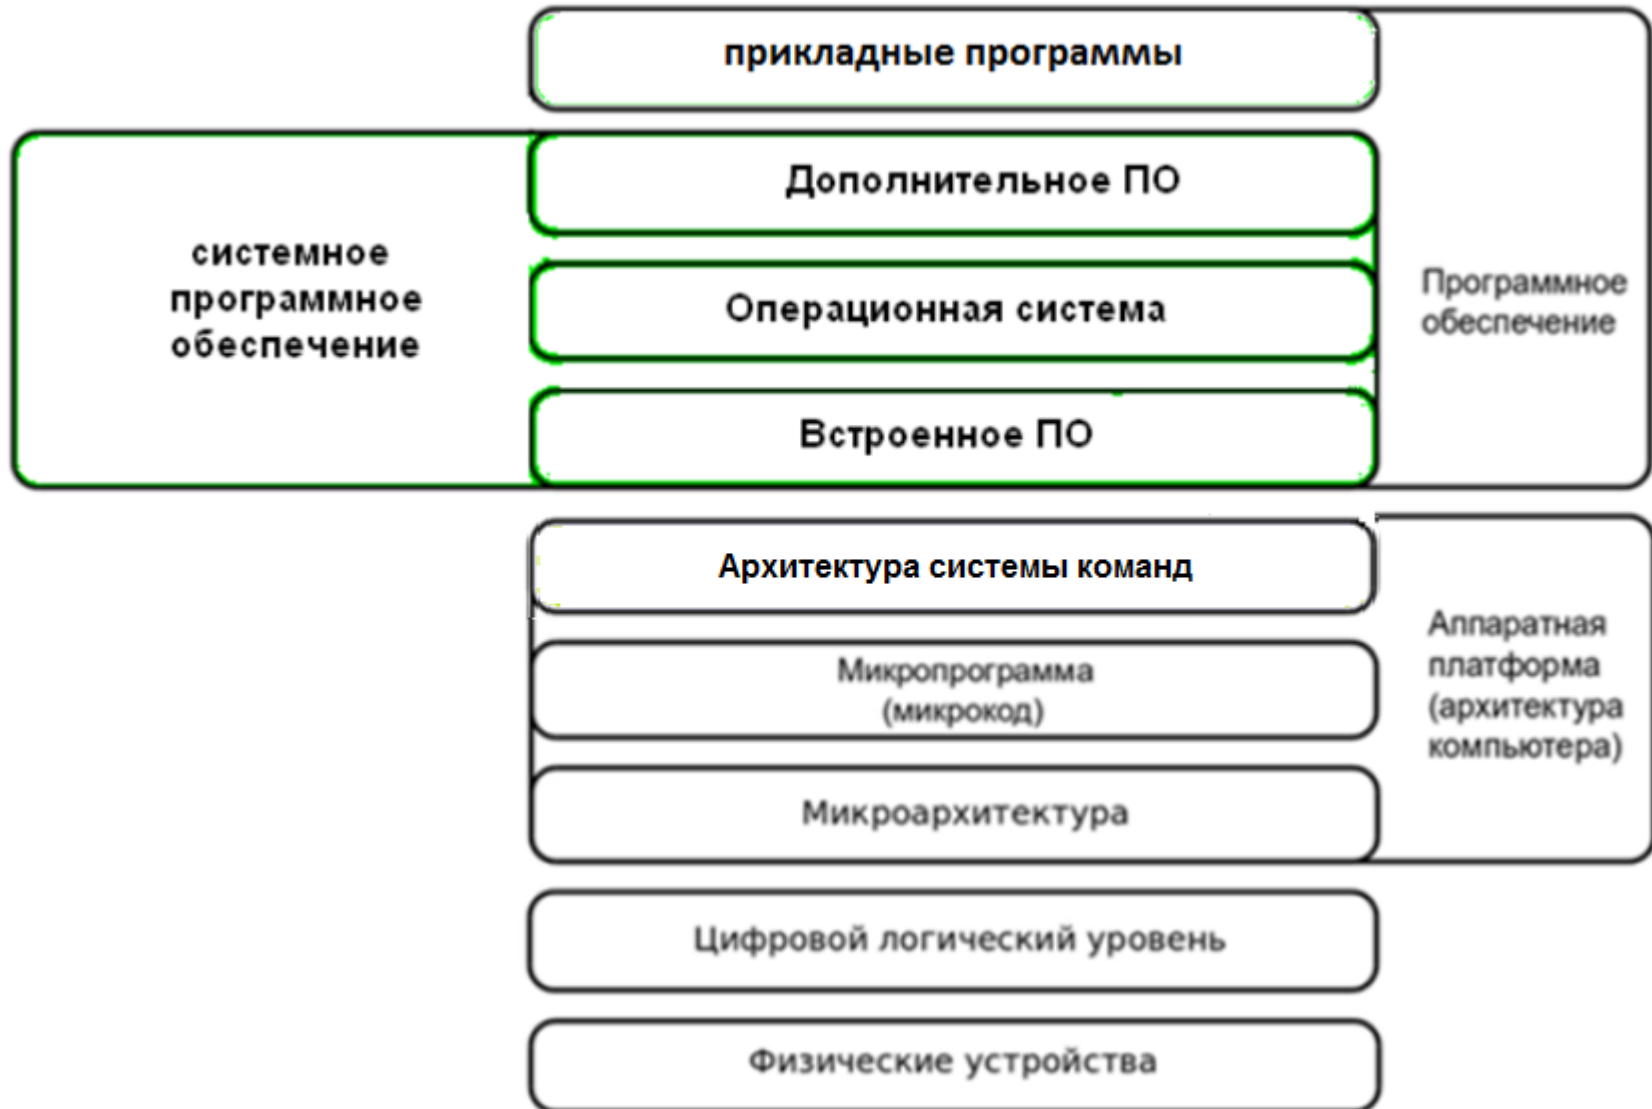 прикладные программы
Дополнительное ПО
системное
программное
обеспечение
Операционная система
Программное
обеспечение
Встроенное ПО
Архитектура системы команд
Микропрограмма
(микрокод)
Аппаратная
платформа
(архитектура
компьютера)
Микроархитектура
Цифровой логический уровень
Физические устройства